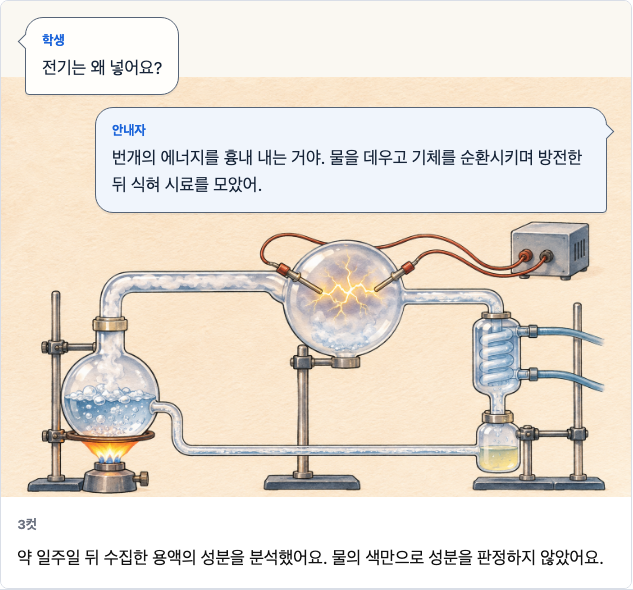 학생
전기는 왜 넣어요?
안내자
번개의 에너지를 흉내 내는 거야. 물을 데우고 기체를 순환시키며 방전한
뒤 식혀 시료를 모았어.
3컷
약 일주일 뒤 수집한 용액의 성분을 분석했어요. 물의 색만으로 성분을 판정하지 않았어요.